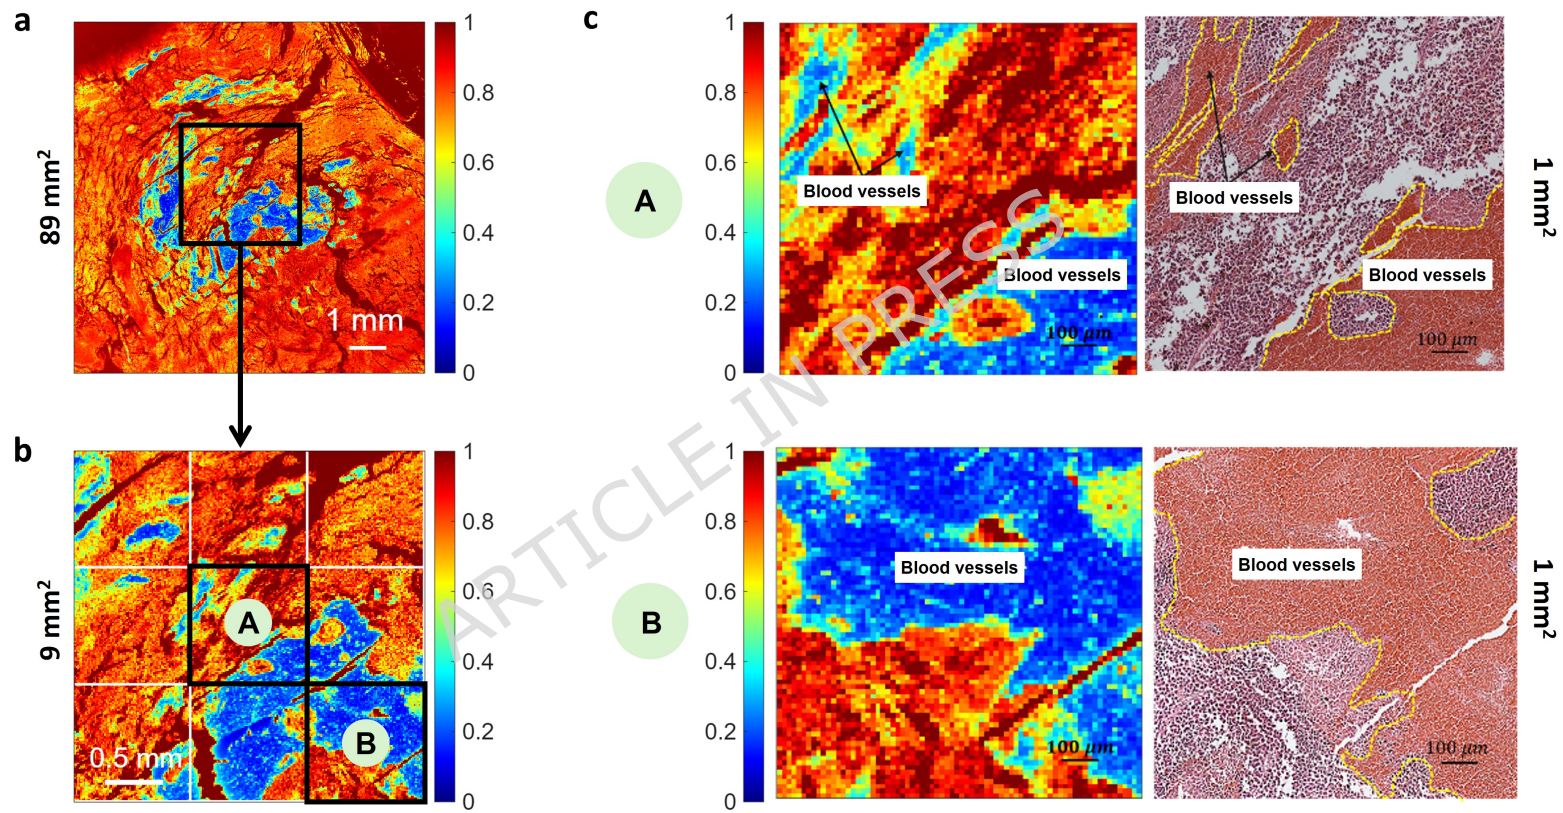 a
1
0.8
0.6
0.4
0.2
0
89 mm²
1 mm
b
1
0.8
0.6
0.4
0.2
0
9 mm²
A
B
0.5 mm
c
A
1
0.8
0.6
0.4
0.2
0
Blood vessels
Blood vessels
100 μm
Blood vessels
Blood vessels
100 μm
1 mm²
B
1
0.8
0.6
0.4
0.2
0
Blood vessels
100 μm
Blood vessels
100 μm
1 mm²
ARTICLE IN PRESS